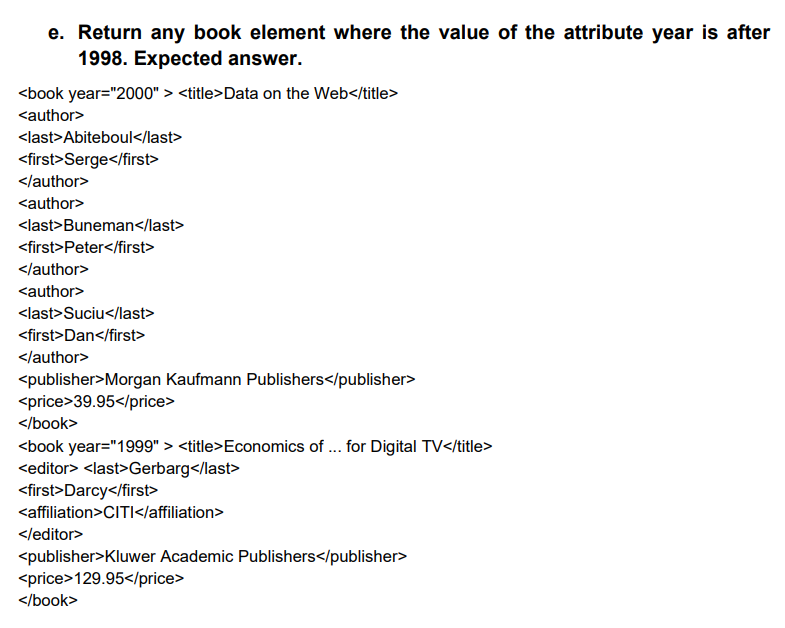 e. Return any book element where the value of the attribute year is after
1998. Expected answer.
<book year="2000" > <title>Data on the Web</title>
<author>
<last>Abiteboul</last>
<first>Serge</first>
</author>
<author>
<last>Buneman</last>
<first>Peter</first>
</author>
<author>
<last>Suciu</last>
<first>Dan</first>
</author>
<publisher>Morgan Kaufmann Publishers</publisher>
<price>39.95</price>
</book>
<book year="1999" > <title>Economics of ... for Digital TV</title>
<editor> <last>Gerbarg</last>
<first>Darcy</first>
<affiliation>CITI</affiliation>
</editor>
<publisher>Kluwer Academic Publishers</publisher>
<price>129.95</price>
</book>